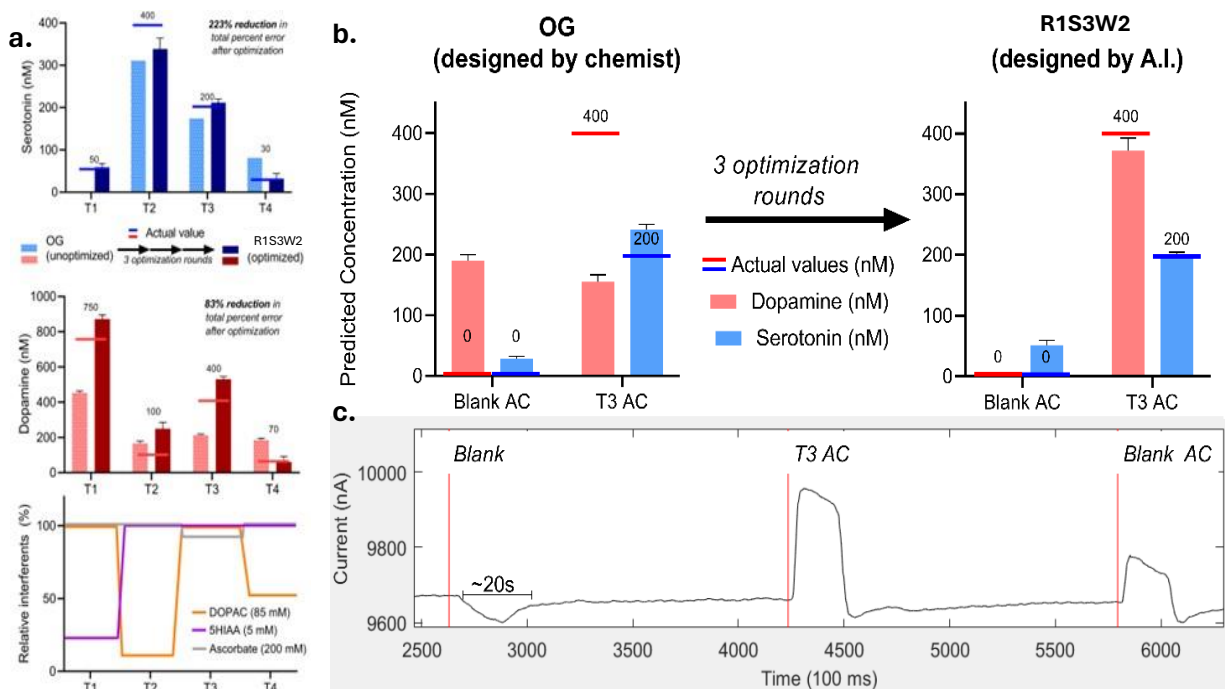 a.
Serotonin (nM)
400
300
200
100
0
50
400
200
30
223% reduction in
total percent error
after optimization
T1
T2
T3
T4
OG
(unoptimized)
Actual value
3 optimization rounds
R1S3W2
(optimized)
Dopamine (nM)
1000
800
600
400
200
0
750
100
400
70
83% reduction in
total percent error
after optimization
T1
T2
T3
T4
Relative interferents (%)
100
50
0
DOPAC (85 mM)
5HIAA (5 mM)
Ascorbate (200 mM)
T1
T2
T3
T4
b.
OG
(designed by chemist)
R1S3W2
(designed by A.I.)
Predicted Concentration (nM)
400
300
200
100
0
0
0
400
200
Blank AC
T3 AC
3 optimization
rounds
Actual values (nM)
Dopamine (nM)
Serotonin (nM)
400
300
200
100
0
0
0
400
200
Blank AC
T3 AC
c.
Current (nA)
10000
9800
9600
Blank
~20s
T3 AC
Blank AC
2500
3000
3500
4000
4500
5000
5500
6000
Time (100 ms)